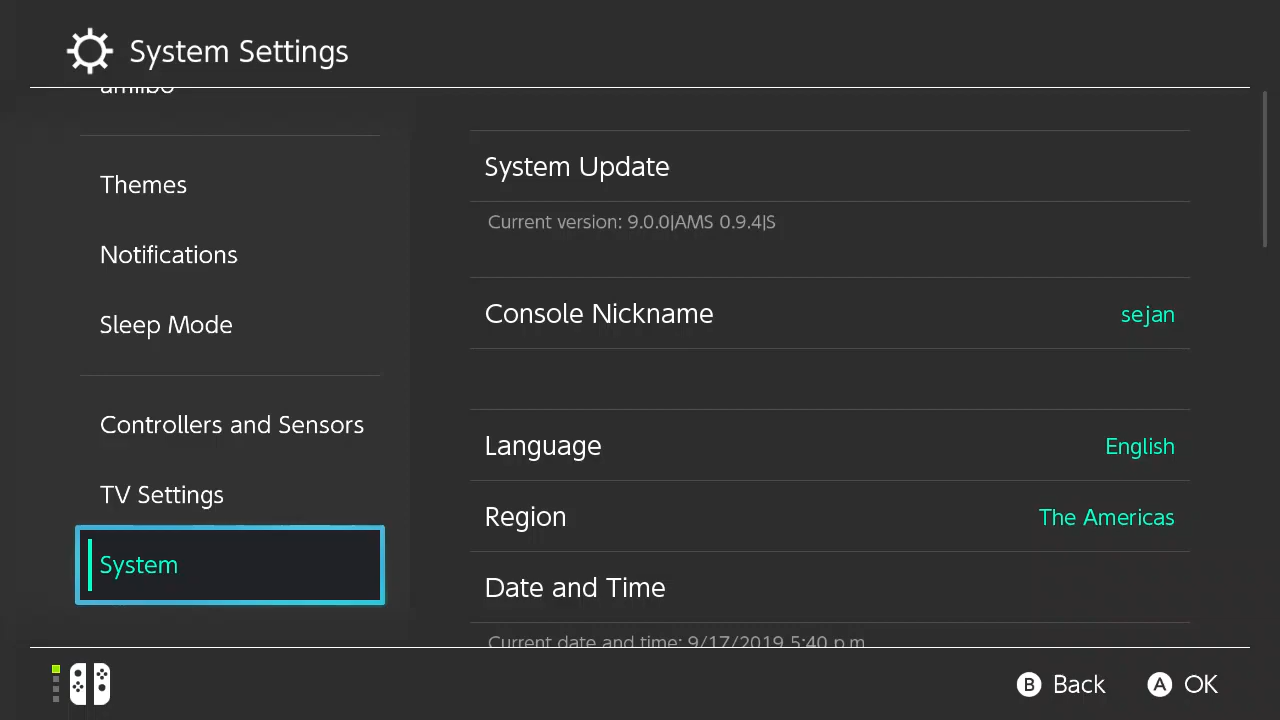 System Settings
amiibo
Themes
Notifications
Sleep Mode
Controllers and Sensors
TV Settings
System
System Update
Current version: 9.0.0|AMS 0.9.4|S
Console Nickname sejan
Language English
Region The Americas
Date and Time
Current date and time: 9/17/2019 5:40 p.m.
B Back A OK